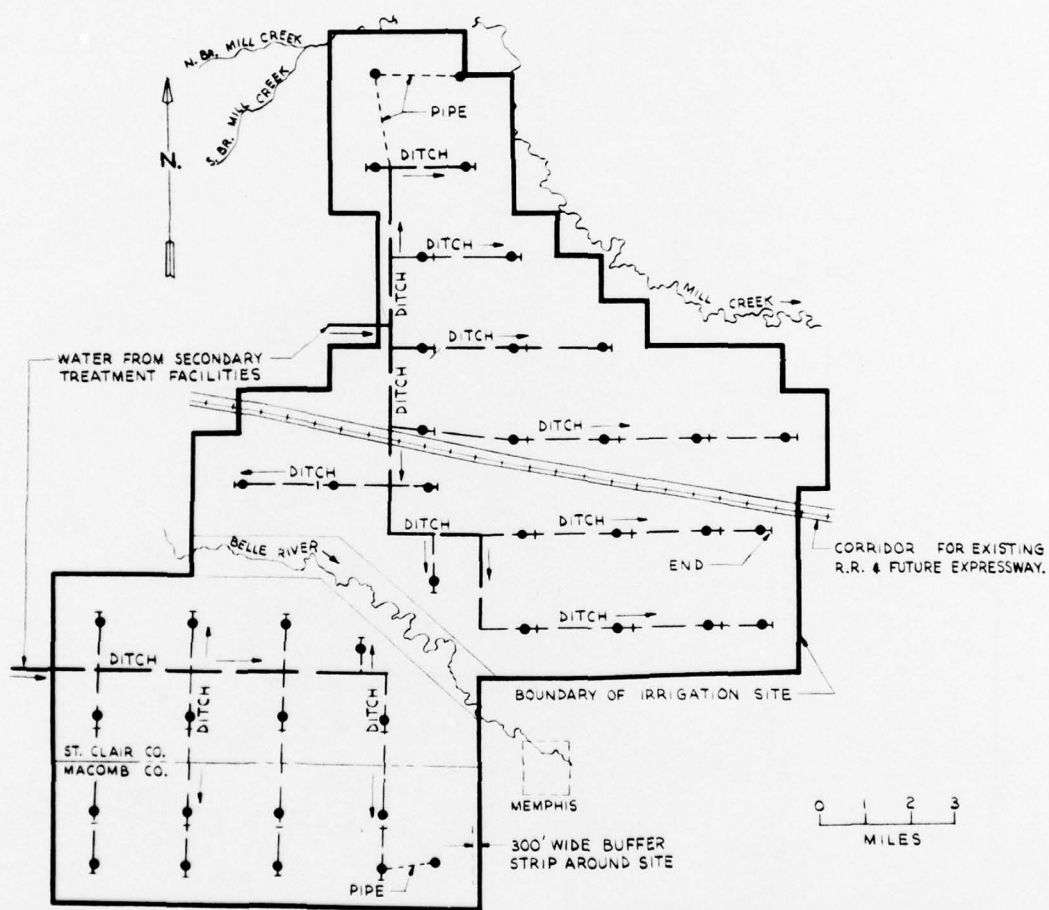 N. BR. MILL CREEK
S. BR. MILL CREEK
N.
PIPE
DITCH
DITCH
DITCH
MILL CREEK
DITCH
WATER FROM SECONDARY
TREATMENT FACILITIES
DITCH
DITCH
DITCH
DITCH
DITCH
BELLE RIVER
END
CORRIDOR FOR EXISTING
R.R. & FUTURE EXPRESSWAY.
DITCH
DITCH
DITCH
DITCH
BOUNDARY OF IRRIGATION SITE
ST. CLAIR CO.
MACOMB CO.
MEMPHIS
0 1 2 3
MILES
300' WIDE BUFFER
STRIP AROUND SITE
PIPE